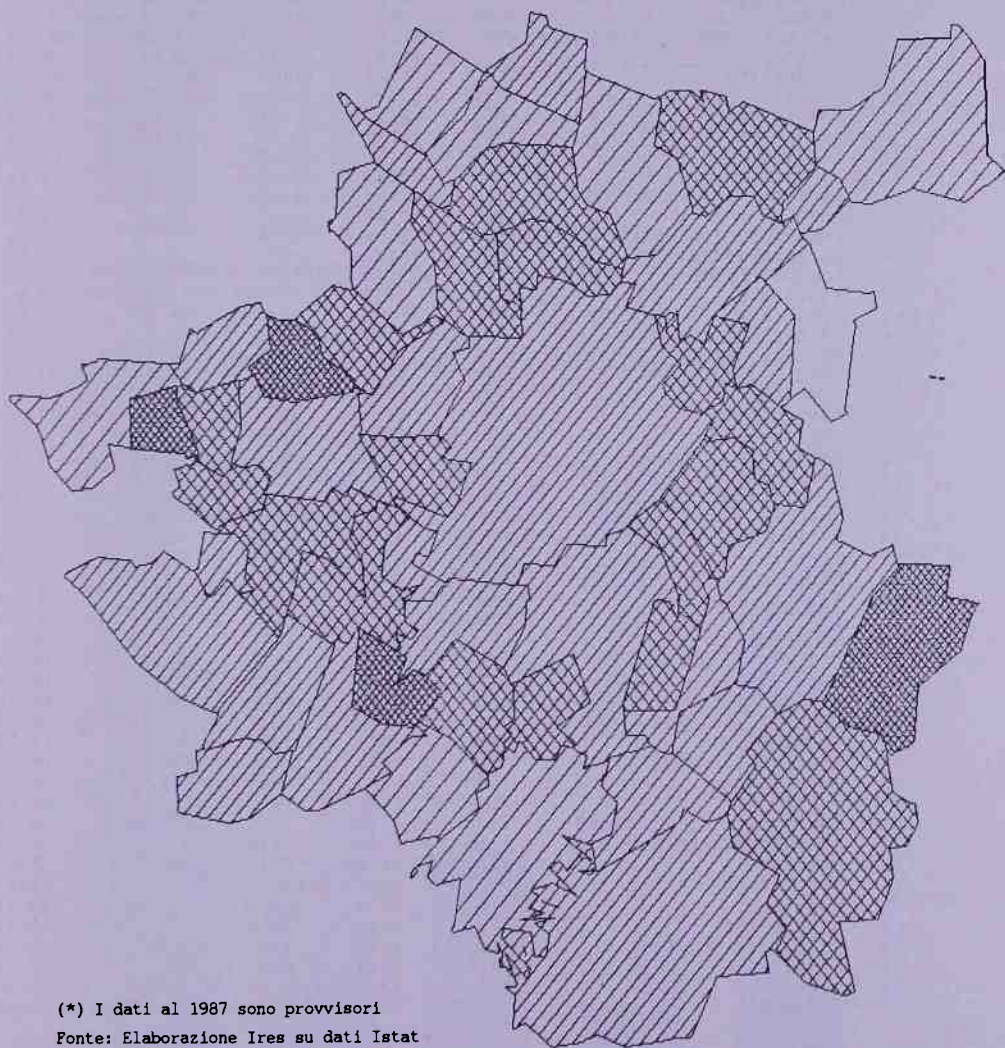 (*) I dati al 1987 sono provvisori
Fonte: Elaborazione Ires su dati Istat